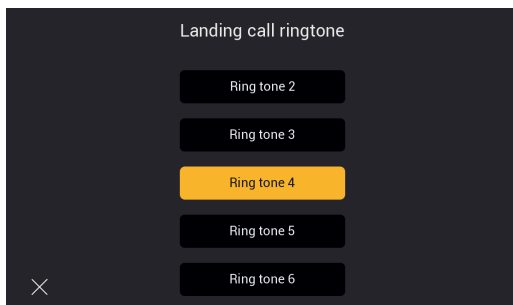 Landing call ringtone
Ring tone 2
Ring tone 3
Ring tone 4
Ring tone 5
Ring tone 6